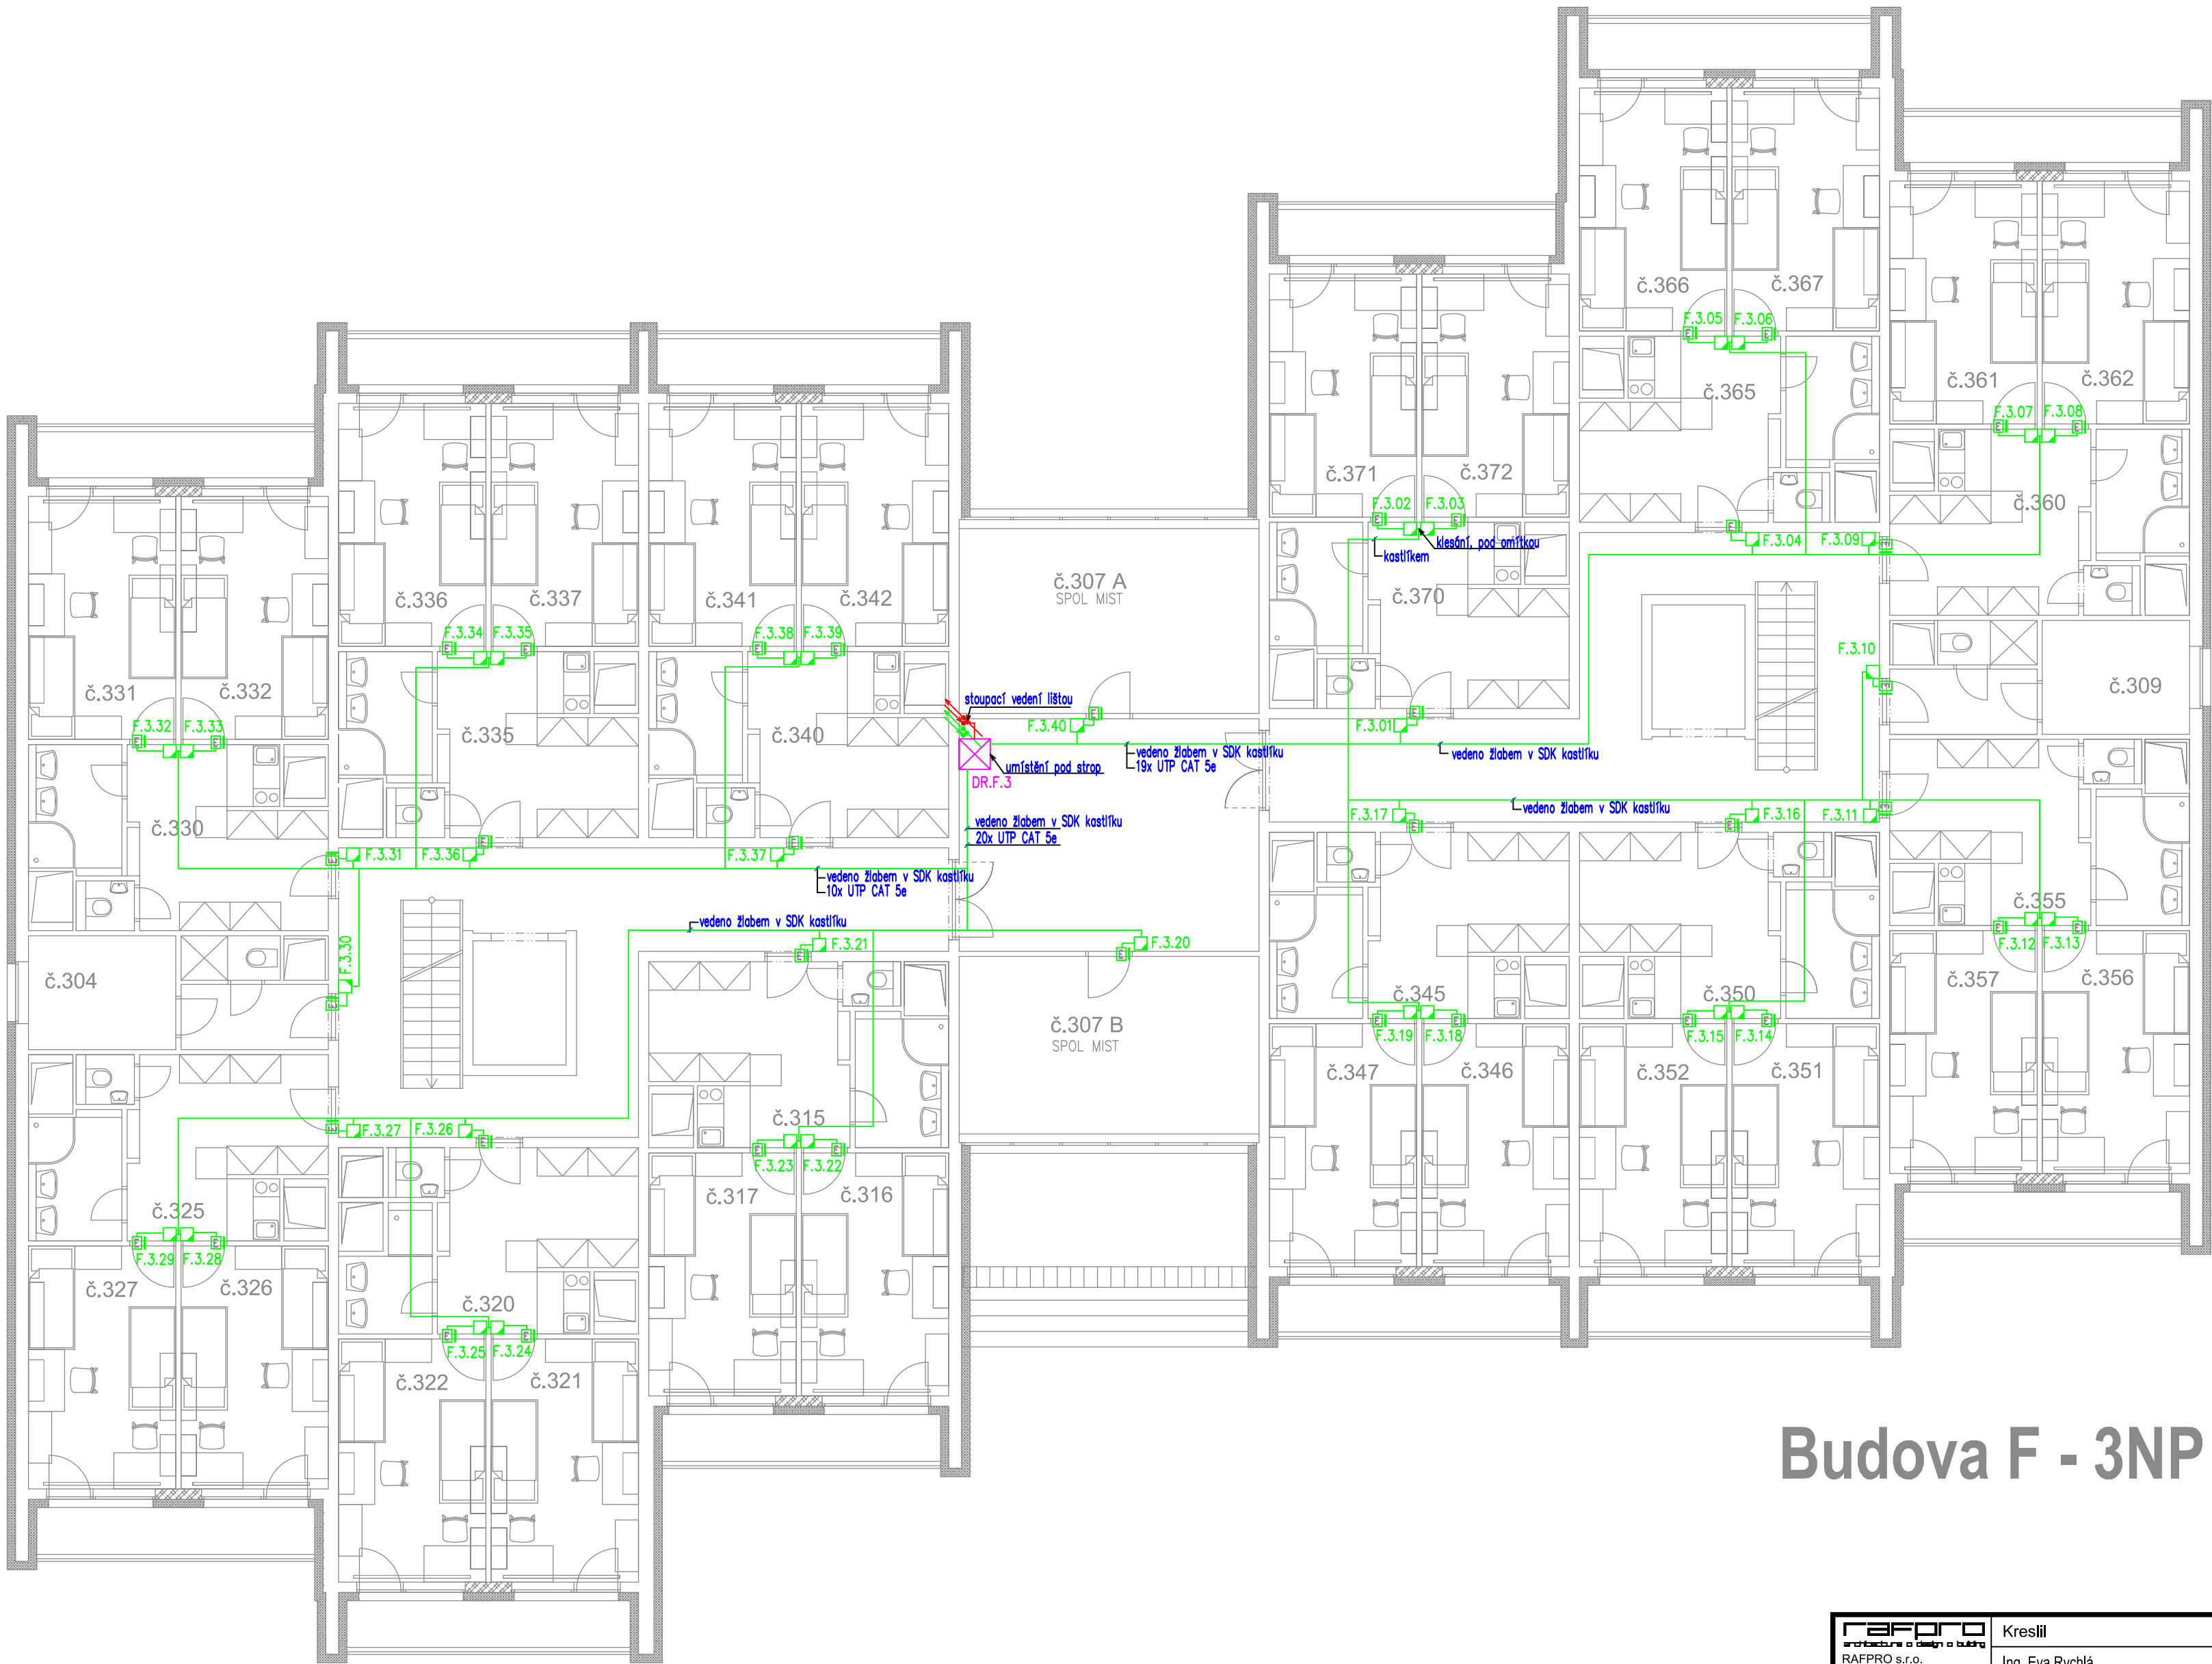 č.366
č.367
F.3.05
F.3.06
č.365
č.361
č.362
F.3.07
F.3.08
č.360
č.371
č.372
F.3.02
F.3.03
klesání, pod omítkou
kastlíkem
č.370
F.3.04
F.3.09
F.3.10
č.309
č.336
č.337
F.3.34
F.3.35
č.335
č.341
č.342
F.3.38
F.3.39
č.340
č.307 A
SPOL MIST
č.331
č.332
F.3.32
F.3.33
č.330
stoupací vedení lištou
F.3.40
F.3.01
umístění pod strop
DR.F.3
vedeno žlabem v SDK kastlíku
19x UTP CAT 5e
vedeno žlabem v SDK kastlíku
vedeno žlabem v SDK kastlíku
F.3.17
F.3.16
F.3.11
vedeno žlabem v SDK kastlíku
20x UTP CAT 5e
F.3.31
F.3.36
F.3.37
vedeno žlabem v SDK kastlíku
10x UTP CAT 5e
vedeno žlabem v SDK kastlíku
F.3.21
F.3.20
F.3.30
č.304
č.355
F.3.12
F.3.13
č.357
č.356
č.345
F.3.19
F.3.18
č.347
č.346
č.350
F.3.15
F.3.14
č.352
č.351
č.307 B
SPOL MIST
F.3.27
F.3.26
č.315
F.3.23
F.3.22
č.317
č.316
č.325
F.3.29
F.3.28
č.327
č.326
č.320
F.3.25
F.3.24
č.322
č.321
Budova F - 3NP
rafpro
architecture □ design □ building
RAFPRO s.r.o.
Kreslil
Ing. Eva Rychlá